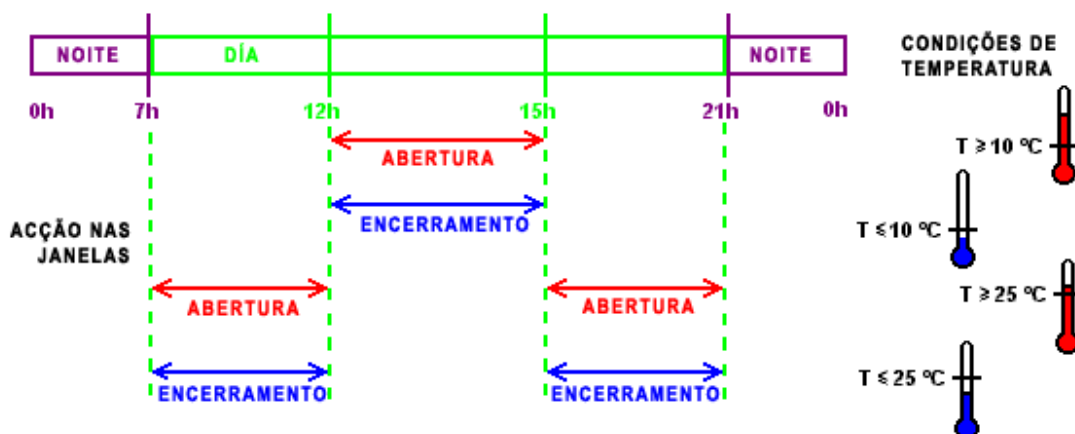 NOITE DÍA NOITE
CONDIÇÕES DE
TEMPERATURA
0h 7h 12h 15h 21h 0h
ABERTURA
T ≥ 10 ºC
ENCERRAMENTO
T ≤ 10 ºC
ACÇÃO NAS
JANELAS
ABERTURA ABERTURA
T ≥ 25 ºC
ENCERRAMENTO ENCERRAMENTO
T ≤ 25 ºC